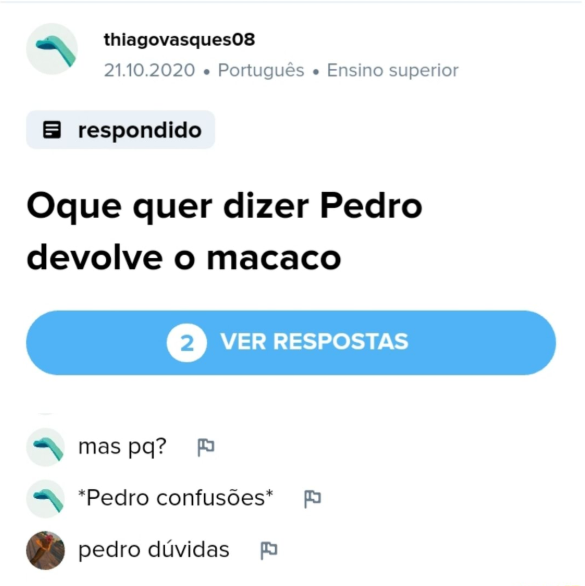 thiagovasques08
21.10.2020 • Português • Ensino superior
respondido
Oque quer dizer Pedro
devolve o macaco
2 VER RESPOSTAS
mas pq?
*Pedro confusões*
pedro dúvidas